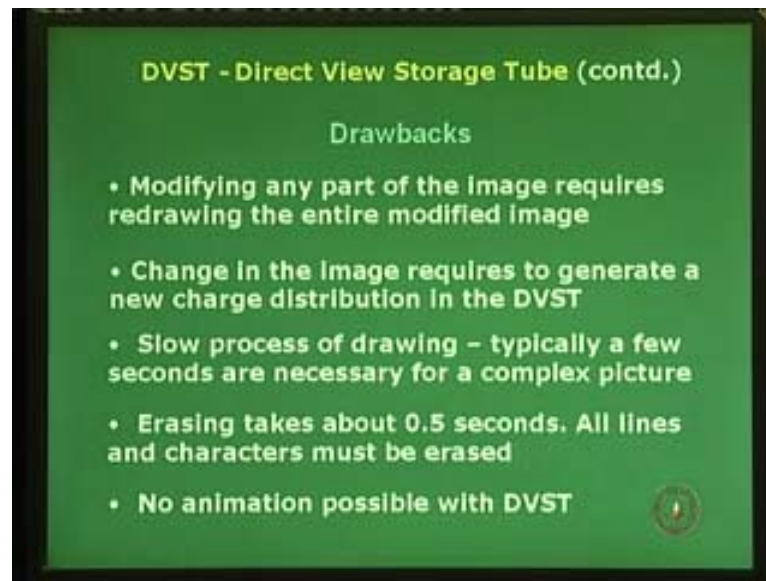 DVST - Direct View Storage Tube (contd.)
Drawbacks
• Modifying any part of the image requires
redrawing the entire modified image
• Change in the image requires to generate a
new charge distribution in the DVST
• Slow process of drawing – typically a few
seconds are necessary for a complex picture
• Erasing takes about 0.5 seconds. All lines
and characters must be erased
• No animation possible with DVST